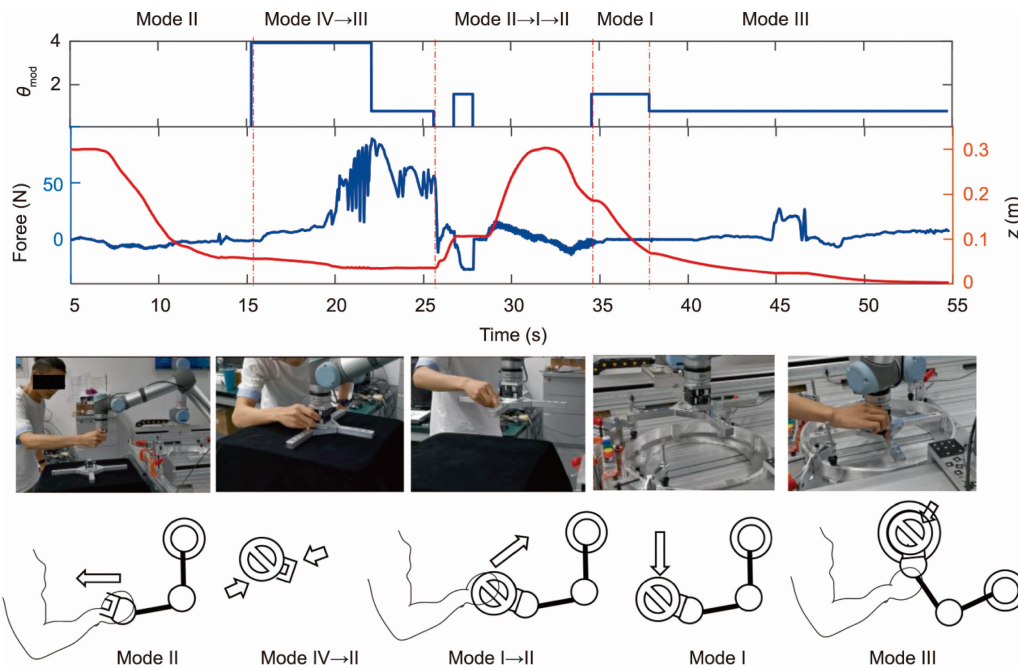 Mode II Mode IV→III Mode II→I→II Mode I Mode III
4
2
θmod
50
0
Foree (N)
0.3
0.2
0.1
0
z (m)
5 10 15 20 25 30 35 40 45 50 55
Time (s)
Mode II Mode IV→II Mode I→II Mode I Mode III